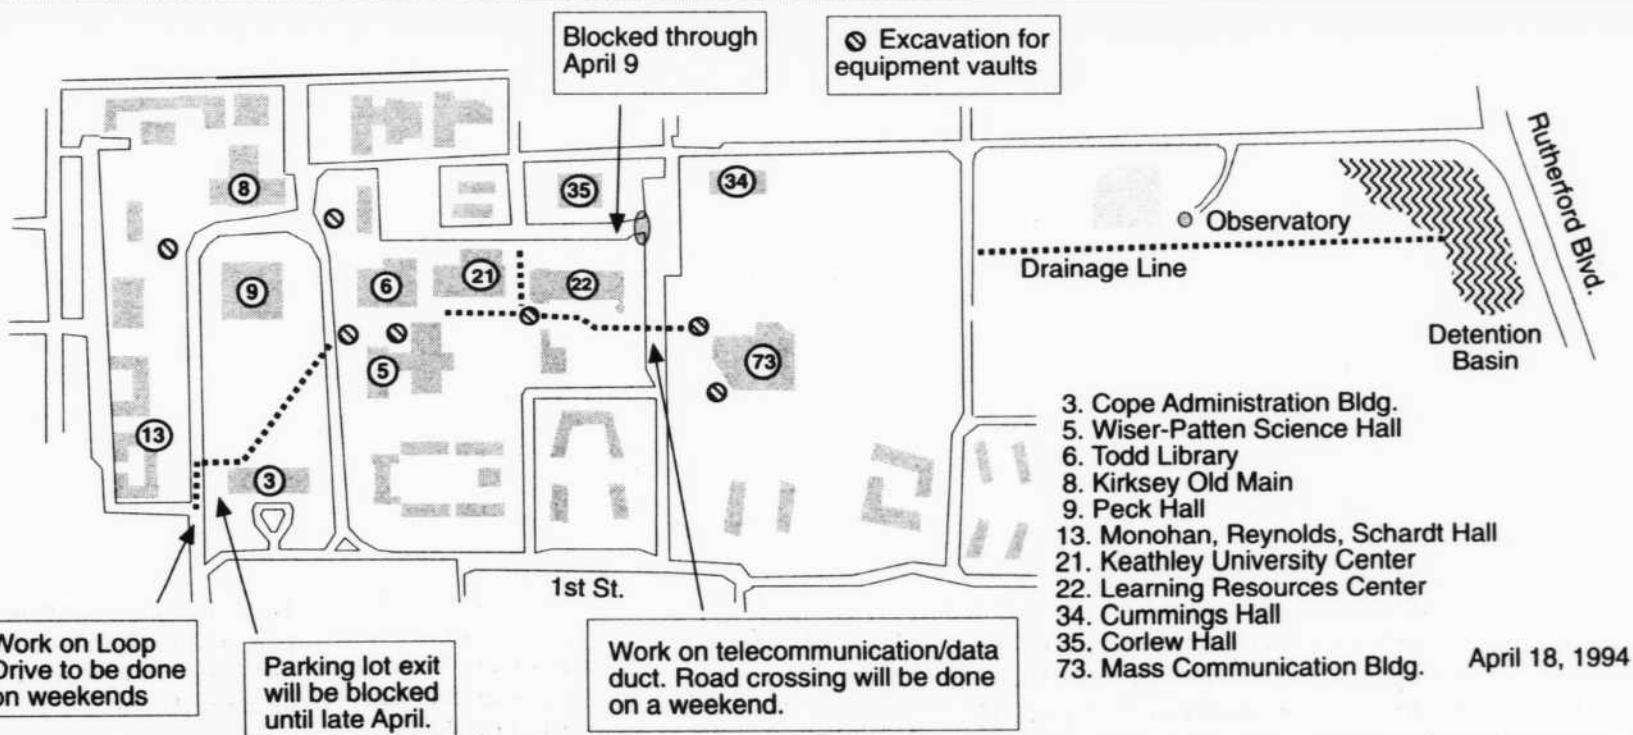 Blocked through
April 9
Excavation for
equipment vaults
Rutherford Blvd.
8
35
34
Observatory
9
6
21
22
Drainage Line
Detention
Basin
5
73
13
3
1st St.
3. Cope Administration Bldg.
5. Wiser-Patten Science Hall
6. Todd Library
8. Kirksey Old Main
9. Peck Hall
13. Monohan, Reynolds, Schardt Hall
21. Keathley University Center
22. Learning Resources Center
34. Cummings Hall
35. Corlew Hall
73. Mass Communication Bldg.
April 18, 1994
Work on Loop
Drive to be done
on weekends
Parking lot exit
will be blocked
until late April.
Work on telecommunication/data
duct. Road crossing will be done
on a weekend.